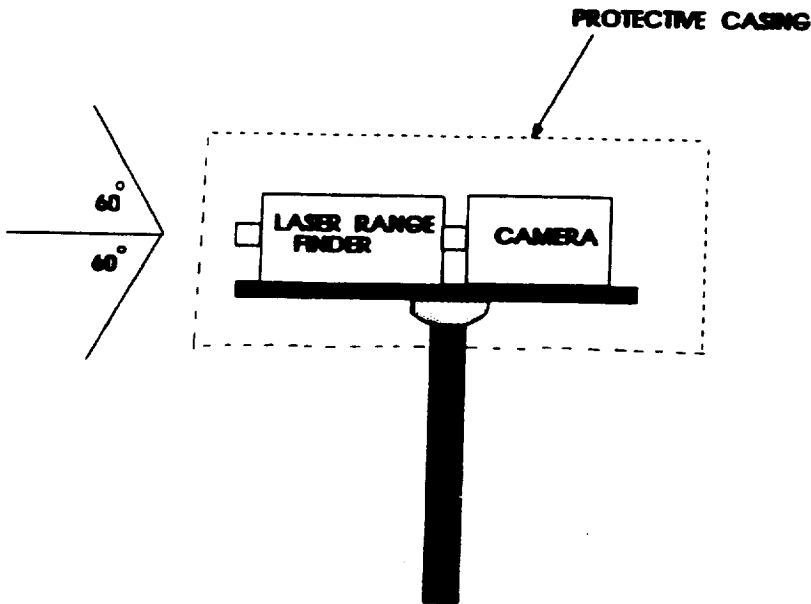 PROTECTIVE CASING
60°
60°
LASER RANGE
FINDER
CAMERA